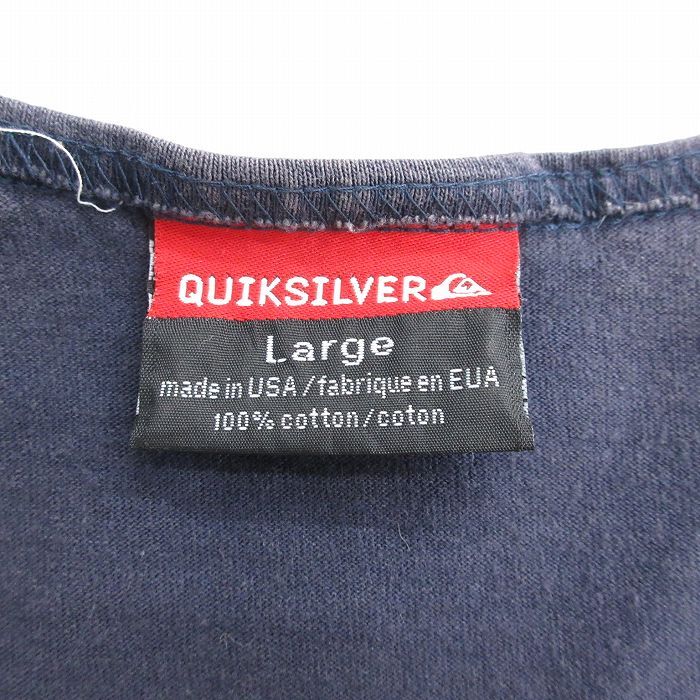 QUIKSILVER
Large
made in USA/fabrique en EUA
100% cotton/coton